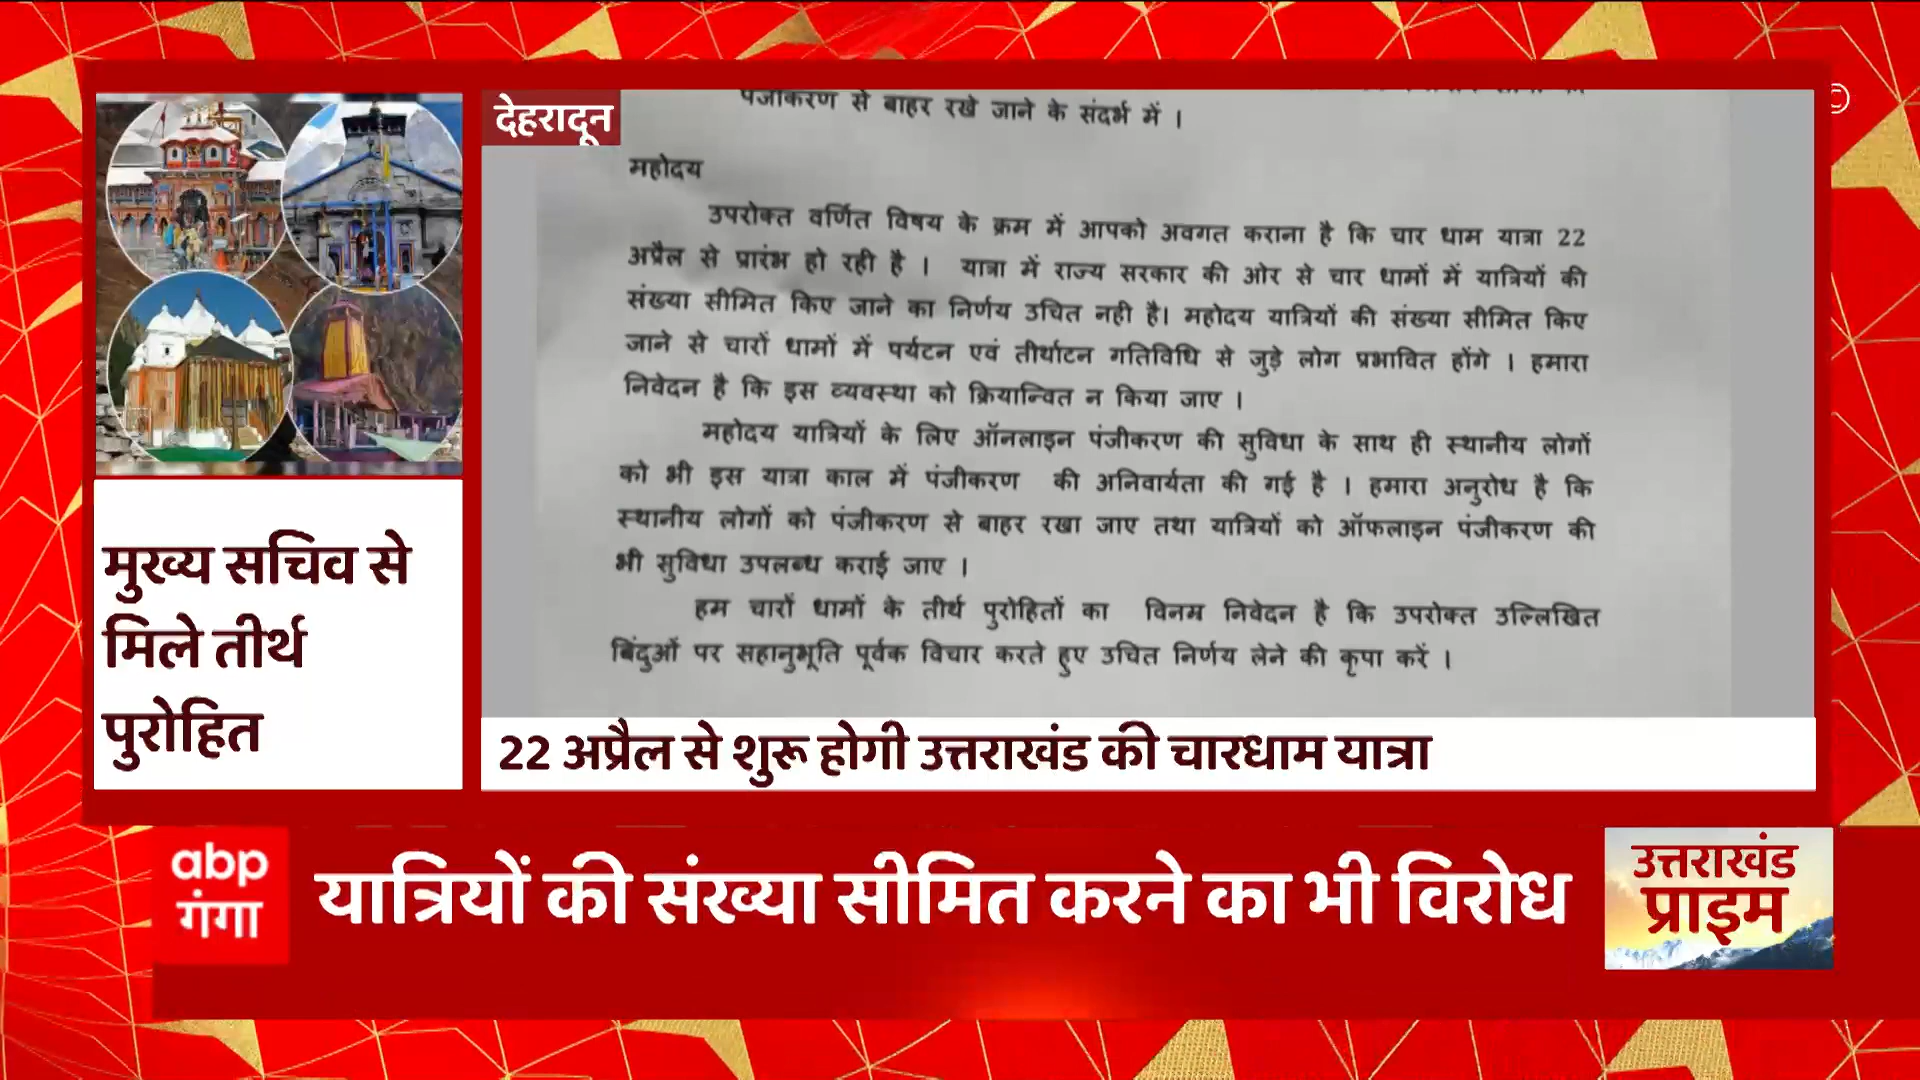 देहरादून
पंजीकरण से बाहर रखे जाने के संदर्भ में ।
महोदय
उपरोक्त वर्णित विषय के क्रम में आपको अवगत कराना है कि चार धाम यात्रा 22
अप्रैल से प्रारंभ हो रही है । यात्रा में राज्य सरकार की ओर से चार धामों में यात्रियों की
संख्या सीमित किए जाने का निर्णय उचित नही है। महोदय यात्रियों की संख्या सीमित किए
जाने से चारों धामों में पर्यटन एवं तीर्थाटन गतिविधि से जुड़े लोग प्रभावित होंगे । हमारा
निवेदन है कि इस व्यवस्था को क्रियान्वित न किया जाए ।
महोदय यात्रियों के लिए ऑनलाइन पंजीकरण की सुविधा के साथ ही स्थानीय लोगों
को भी इस यात्रा काल में पंजीकरण की अनिवार्यता की गई है । हमारा अनुरोध है कि
स्थानीय लोगों को पंजीकरण से बाहर रखा जाए तथा यात्रियों को ऑफलाइन पंजीकरण की
भी सुविधा उपलब्ध कराई जाए ।
हम चारों धामों के तीर्थ पुरोहितों का विनम्र निवेदन है कि उपरोक्त उल्लिखित
बिंदुओं पर सहानुभूति पूर्वक विचार करते हुए उचित निर्णय लेने की कृपा करें ।
मुख्य सचिव से
मिले तीर्थ
पुरोहित
22 अप्रैल से शुरू होगी उत्तराखंड की चारधाम यात्रा
abp
गंगा
यात्रियों की संख्या सीमित करने का भी विरोध
उत्तराखंड
प्राइम
©